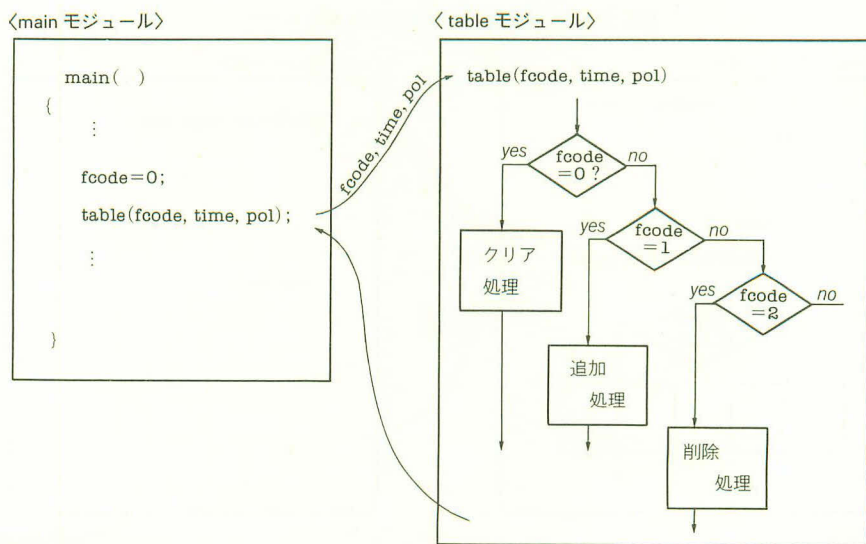 〈main モジュール〉
main( )
{
⋮
fcode=0;
table(fcode, time, pol);
⋮
}
fcode, time, pol
〈table モジュール〉
table(fcode, time, pol)
fcode
=0 ?
yes
no
クリア
処理
fcode
=1
yes
no
追加
処理
fcode
=2
yes
no
削除
処理